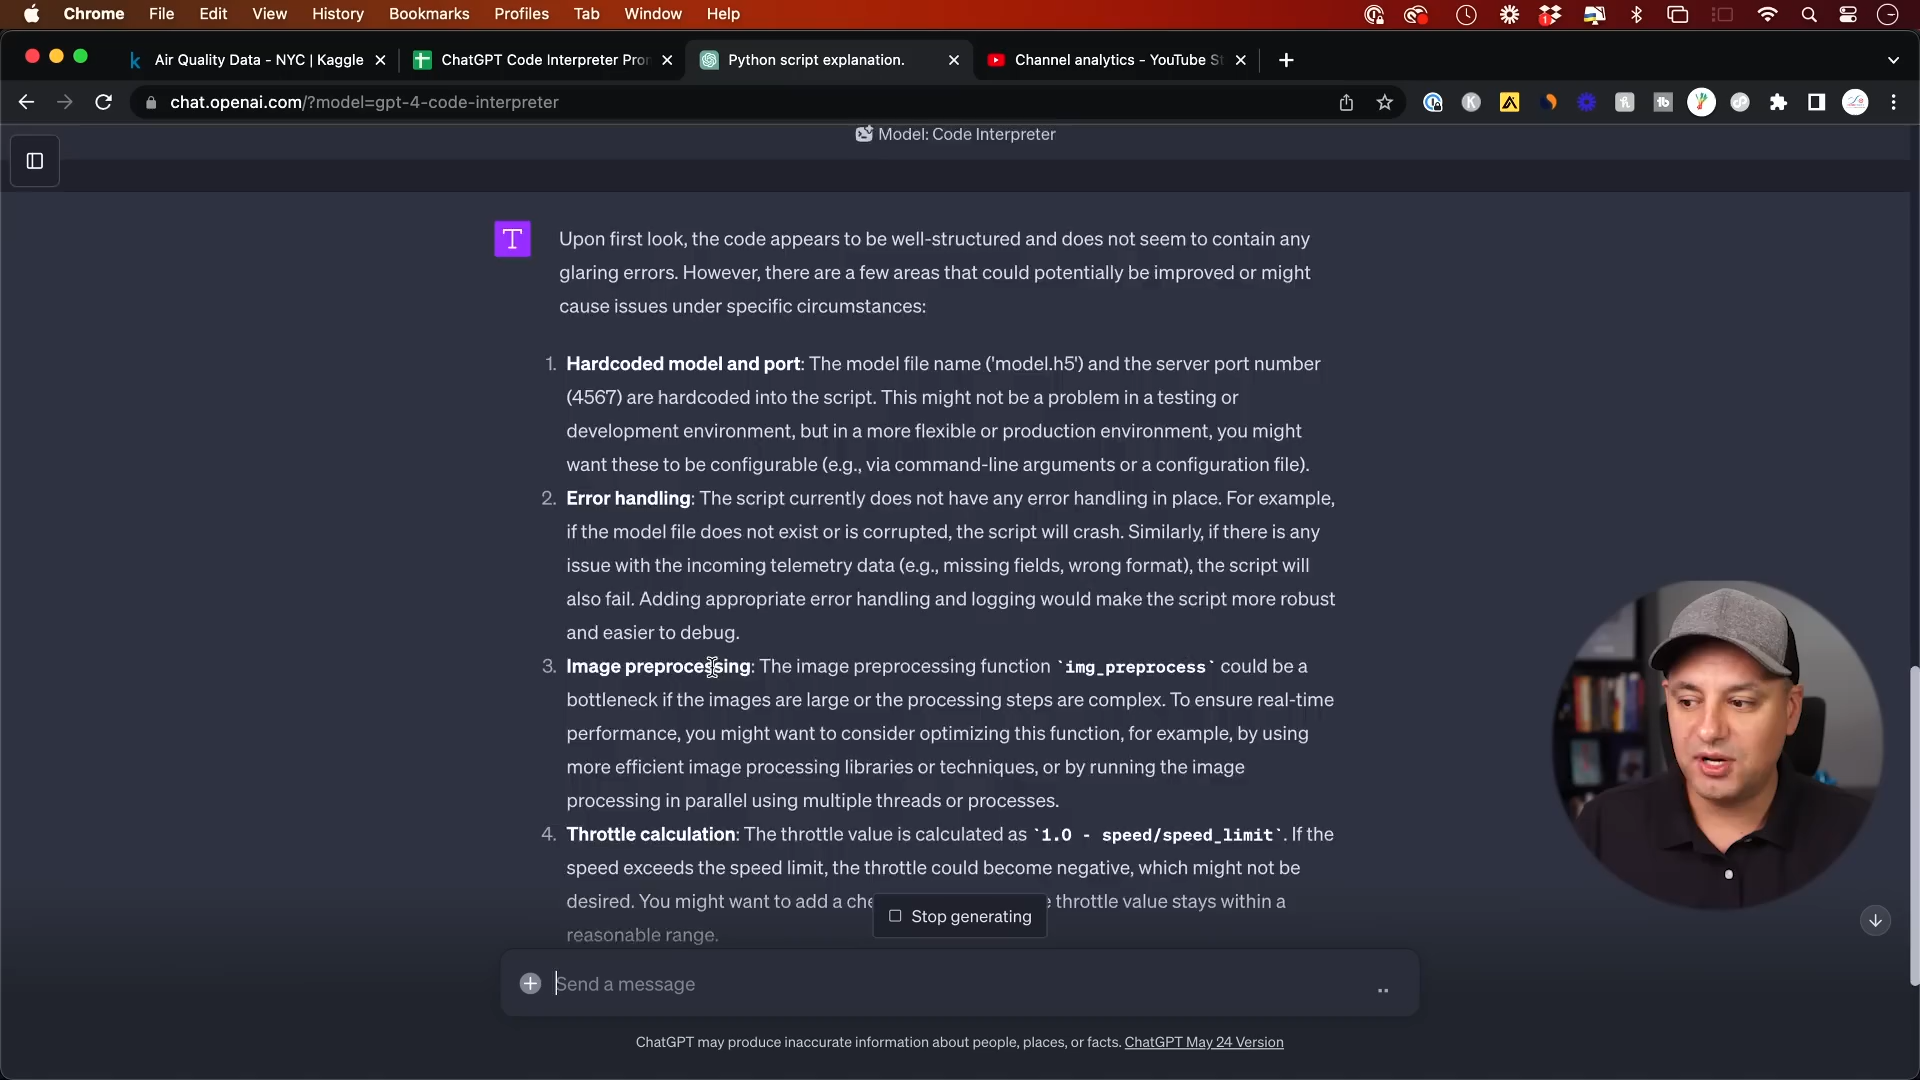 Chrome File Edit View History Bookmarks Profiles Tab Window Help
Air Quality Data - NYC | Kaggle
ChatGPT Code Interpreter Pro
Python script explanation.
Channel analytics - YouTube St
chat.openai.com/?model=gpt-4-code-interpreter
Model: Code Interpreter
T
Upon first look, the code appears to be well-structured and does not seem to contain any
glaring errors. However, there are a few areas that could potentially be improved or might
cause issues under specific circumstances:
1. Hardcoded model and port: The model file name ('model.h5') and the server port number
(4567) are hardcoded into the script. This might not be a problem in a testing or
development environment, but in a more flexible or production environment, you might
want these to be configurable (e.g., via command-line arguments or a configuration file).
2. Error handling: The script currently does not have any error handling in place. For example,
if the model file does not exist or is corrupted, the script will crash. Similarly, if there is any
issue with the incoming telemetry data (e.g., missing fields, wrong format), the script will
also fail. Adding appropriate error handling and logging would make the script more robust
and easier to debug.
3. Image preprocessing: The image preprocessing function `img_preprocess` could be a
bottleneck if the images are large or the processing steps are complex. To ensure real-time
performance, you might want to consider optimizing this function, for example, by using
more efficient image processing libraries or techniques, or by running the image
processing in parallel using multiple threads or processes.
4. Throttle calculation: The throttle value is calculated as `1.0 - speed/speed_limit`. If the
speed exceeds the speed limit, the throttle could become negative, which might not be
desired. You might want to add a che throttle value stays within a
Stop generating
reasonable range.
Send a message
ChatGPT may produce inaccurate information about people, places, or facts. ChatGPT May 24 Version